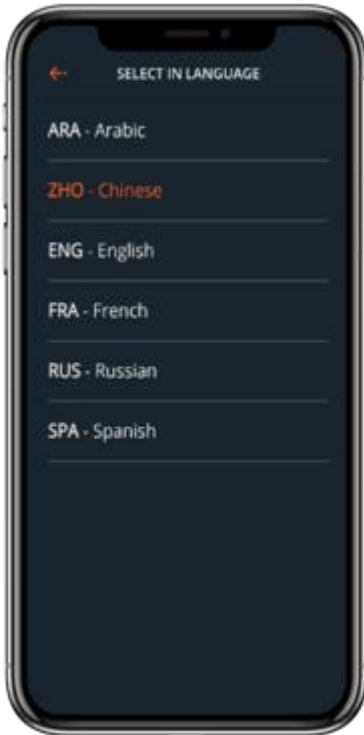 SELECT IN LANGUAGE
ARA - Arabic
ZHO - Chinese
ENG - English
FRA - French
RUS - Russian
SPA - Spanish